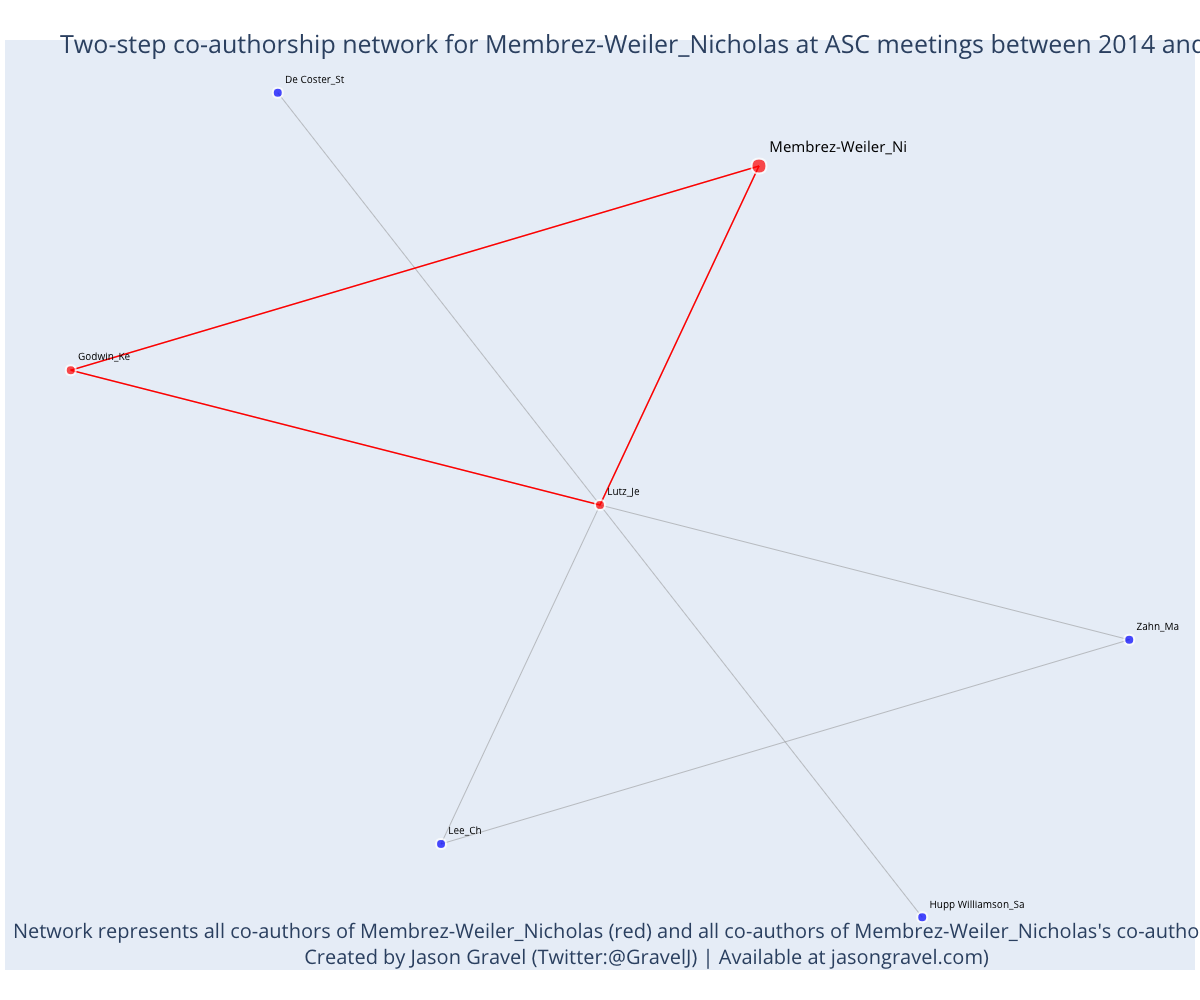 Two-step co-authorship network for Membrez-Weiler_Nicholas at ASC meetings between 2014 and
De Coster_St
Membrez-Weiler_Ni
Godwin_Ke
Lutz_Je
Zahn_Ma
Lee_Ch
Hupp Williamson_Sa
Network represents all co-authors of Membrez-Weiler_Nicholas (red) and all co-authors of Membrez-Weiler_Nicholas's co-autho
Created by Jason Gravel (Twitter:@GravelJ) | Available at jasongravel.com)